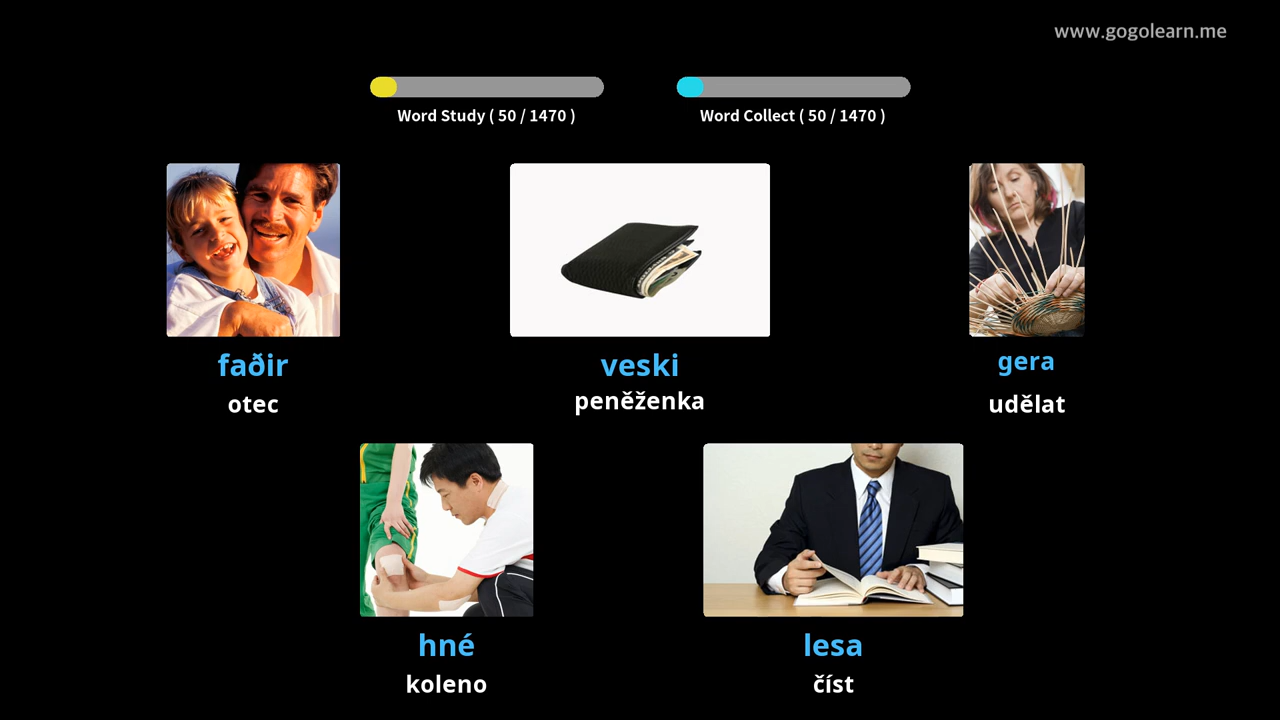 www.gogolearn.me
Word Study ( 50 / 1470 )
Word Collect ( 50 / 1470 )
faðir
otec
veski
peněženka
gera
udělat
hné
koleno
lesa
číst